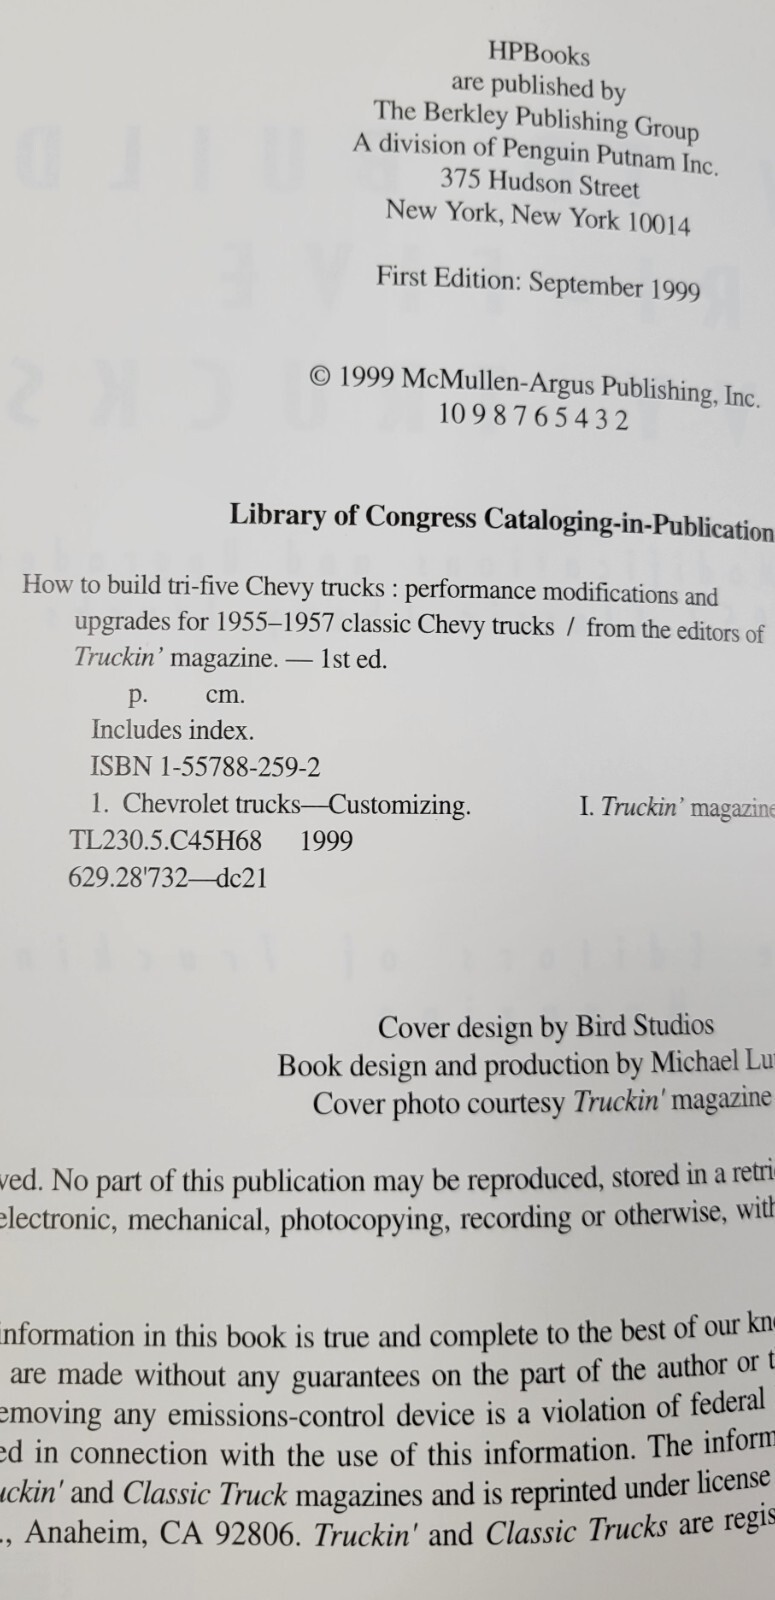 HPBooks
are published by
The Berkley Publishing Group
A division of Penguin Putnam Inc.
375 Hudson Street
New York, New York 10014
First Edition: September 1999
© 1999 McMullen-Argus Publishing, Inc.
10 9 8 7 6 5 4 3 2
Library of Congress Cataloging-in-Publication
How to build tri-five Chevy trucks : performance modifications and
upgrades for 1955–1957 classic Chevy trucks / from the editors of
Truckin' magazine. — 1st ed.
p. cm.
Includes index.
ISBN 1-55788-259-2
1. Chevrolet trucks—Customizing. I. Truckin' magazine
TL230.5.C45H68 1999
629.28'732—dc21
Cover design by Bird Studios
Book design and production by Michael Lu
Cover photo courtesy Truckin' magazine
ved. No part of this publication may be reproduced, stored in a retri
electronic, mechanical, photocopying, recording or otherwise, with
information in this book is true and complete to the best of our kno
are made without any guarantees on the part of the author or t
emoving any emissions-control device is a violation of federal
ed in connection with the use of this information. The inform
uckin' and Classic Truck magazines and is reprinted under license
., Anaheim, CA 92806. Truckin' and Classic Trucks are regis